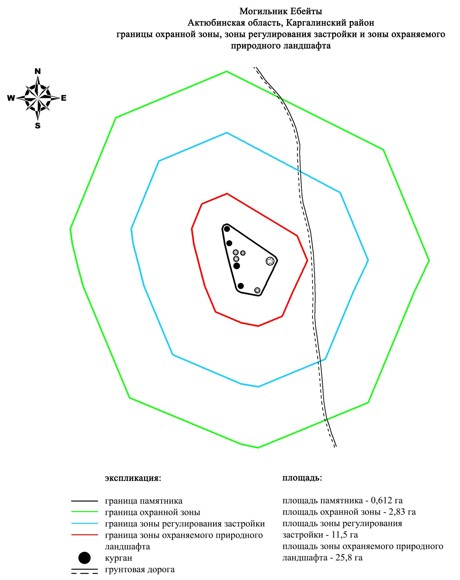 Могильник Ебейты
Актюбинская область, Каргалинский район
границы охранной зоны, зоны регулирования застройки и зоны охраняемого
природного ландшафта
N
W E
S
экспликация:
граница памятника
граница охранной зоны
граница зоны регулирования застройки
граница зоны охраняемого природного
ландшафта
курган
грунтовая дорога
площадь:
площадь памятника - 0,612 га
площадь охранной зоны - 2,83 га
площадь зоны регулирования
застройки - 11,5 га
площадь зоны охраняемого природного
ландшафта - 25,8 га